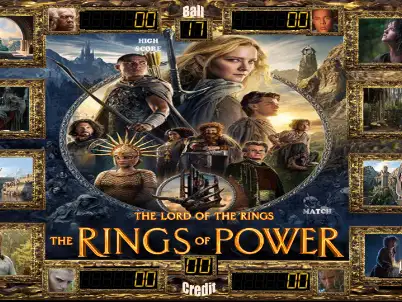 Ball
00
17
00
HIGH
SCORE
THE LORD OF THE RINGS
MATCH
THE RINGS OF POWER
00
00
00
Credit